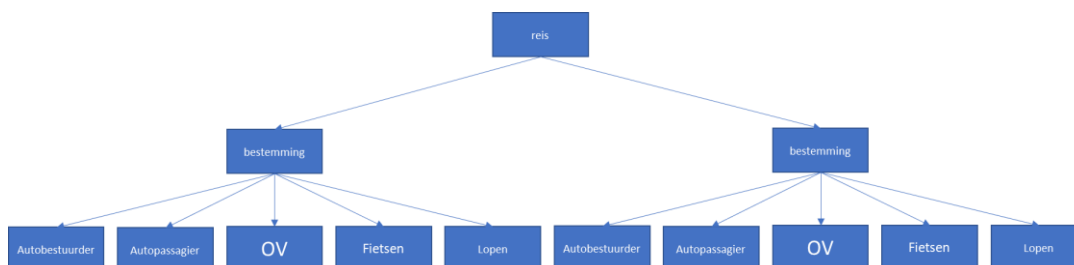 reis
bestemming
bestemming
Autobestuurder
Autopassagier
OV
Fietsen
Lopen
Autobestuurder
Autopassagier
OV
Fietsen
Lopen